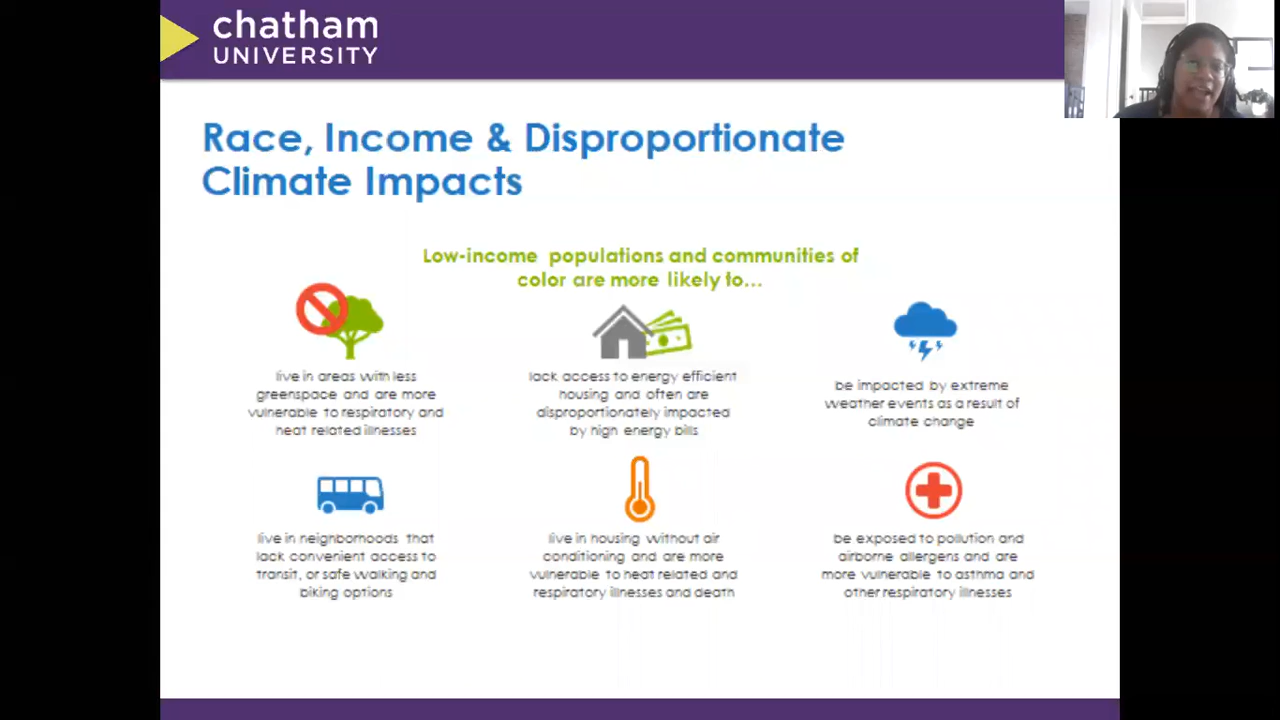 chatham
UNIVERSITY
Race, Income & Disproportionate
Climate Impacts
Low-income populations and communities of
color are more likely to...
live in areas with less
greenspace and are more
vulnerable to respiratory and
heat related illnesses
lack access to energy efficient
housing and often are
disproportionately impacted
by high energy bills
be impacted by extreme
weather events as a result of
climate change
live in neighborhoods that
lack convenient access to
transit, or safe walking and
biking options
live in housing without air
conditioning and are more
vulnerable to heat related and
respiratory illnesses and death
be exposed to pollution and
airborne allergens and are
more vulnerable to asthma and
other respiratory illnesses